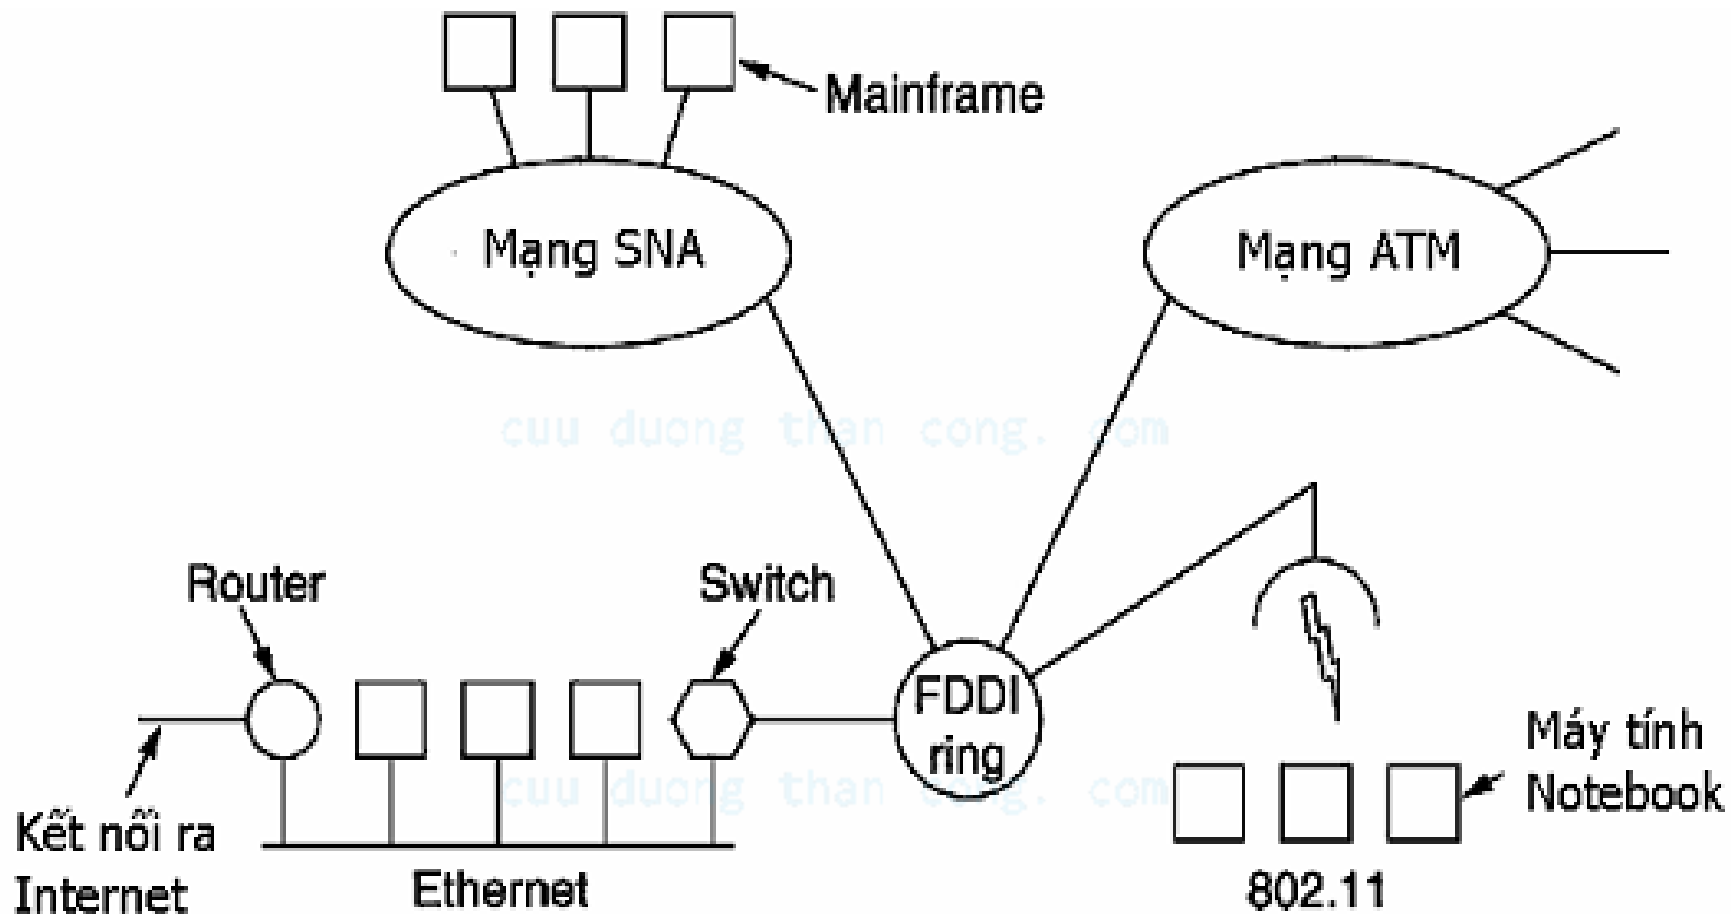 Mainframe
Mạng SNA
Mạng ATM
cuu duong than cong. com
Router
Switch
FDDI
ring
Máy tính
Notebook
cuu duong than cong. com
Kết nối ra
Internet
Ethernet
802.11